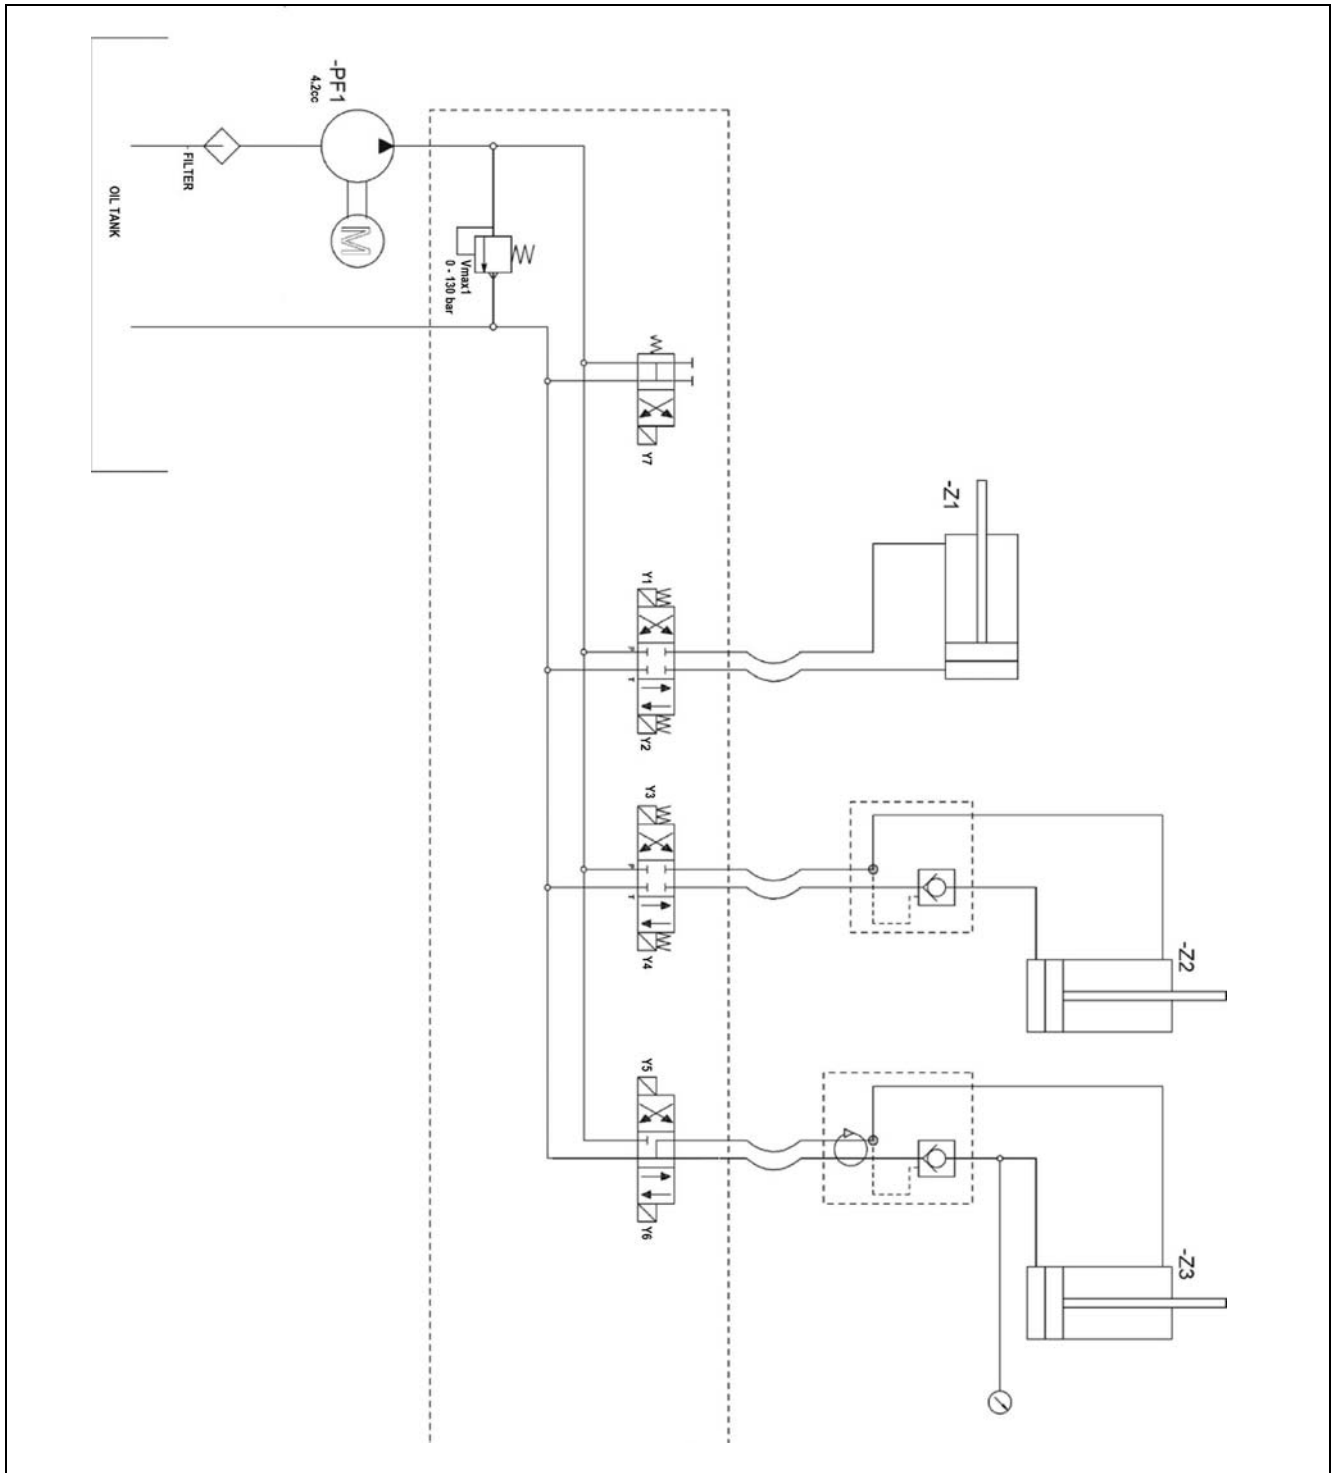 -PF1
4.2cc
FILTER
OIL TANK
M
Vmax1
0 - 130 bar
Y7
-Z1
Y1
P
T
Y2
Y3
P
T
Y4
-Z2
Y5
Y6
-Z3